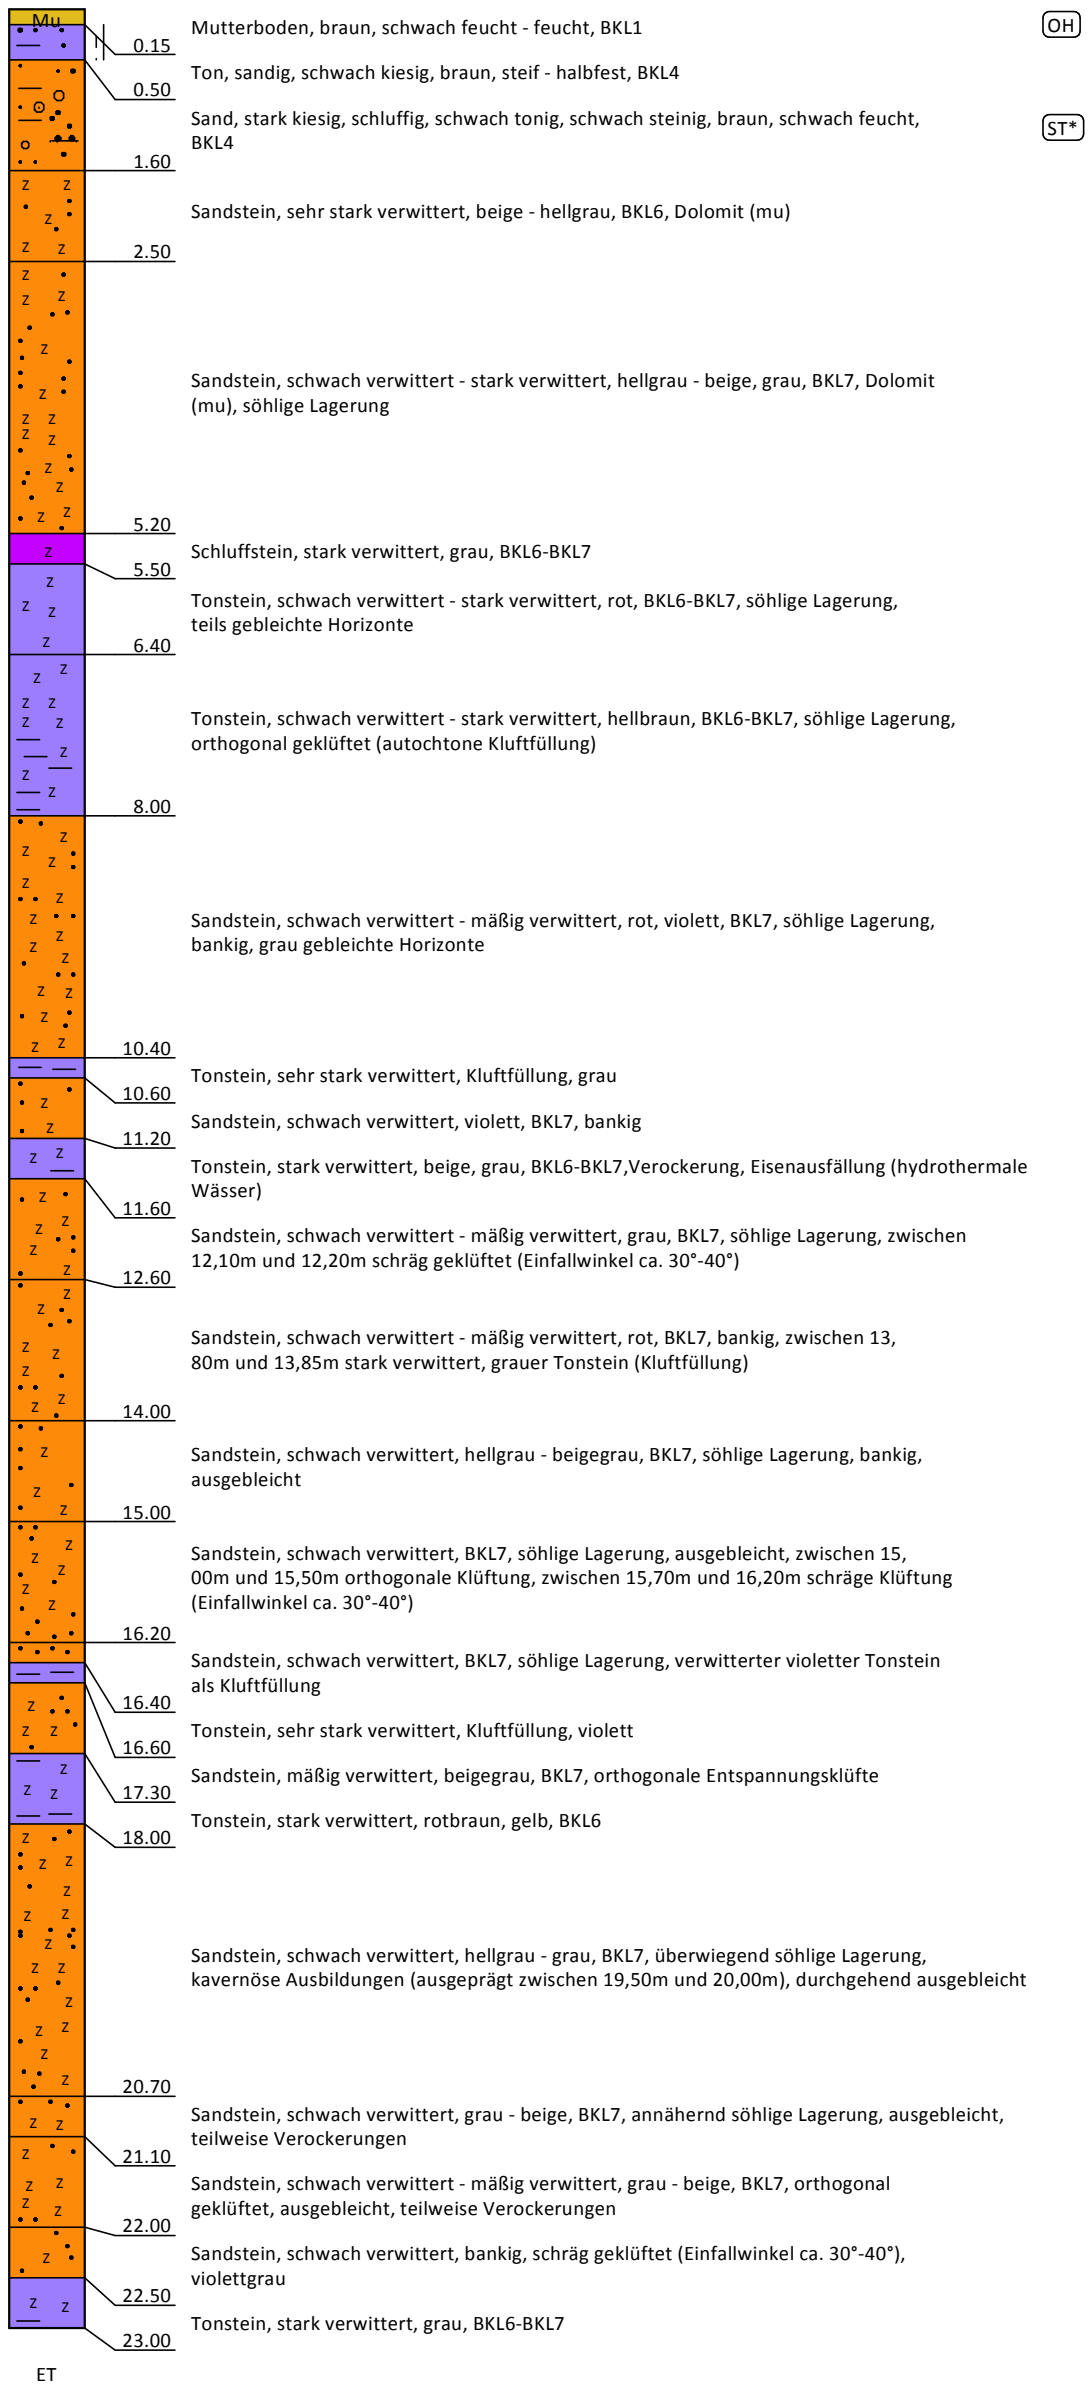 Mu
Mutterboden, braun, schwach feucht - feucht, BKL1
OH
0.15
Ton, sandig, schwach kiesig, braun, steif - halbfest, BKL4
0.50
Sand, stark kiesig, schluffig, schwach tonig, schwach steinig, braun, schwach feucht,
BKL4
ST*
1.60
Sandstein, sehr stark verwittert, beige - hellgrau, BKL6, Dolomit (mu)
2.50
Sandstein, schwach verwittert - stark verwittert, hellgrau - beige, grau, BKL7, Dolomit
(mu), söhlige Lagerung
5.20
Schluffstein, stark verwittert, grau, BKL6-BKL7
5.50
Tonstein, schwach verwittert - stark verwittert, rot, BKL6-BKL7, söhlige Lagerung,
teils gebleichte Horizonte
6.40
Tonstein, schwach verwittert - stark verwittert, hellbraun, BKL6-BKL7, söhlige Lagerung,
orthogonal geklüftet (autochtone Kluftfüllung)
8.00
Sandstein, schwach verwittert - mäßig verwittert, rot, violett, BKL7, söhlige Lagerung,
bankig, grau gebleichte Horizonte
10.40
Tonstein, sehr stark verwittert, Kluftfüllung, grau
10.60
Sandstein, schwach verwittert, violett, BKL7, bankig
11.20
Tonstein, stark verwittert, beige, grau, BKL6-BKL7,Verockerung, Eisenausfällung (hydrothermale
Wässer)
11.60
Sandstein, schwach verwittert - mäßig verwittert, grau, BKL7, söhlige Lagerung, zwischen
12,10m und 12,20m schräg geklüftet (Einfallwinkel ca. 30°-40°)
12.60
Sandstein, schwach verwittert - mäßig verwittert, rot, BKL7, bankig, zwischen 13,
80m und 13,85m stark verwittert, grauer Tonstein (Kluftfüllung)
14.00
Sandstein, schwach verwittert, hellgrau - beigegrau, BKL7, söhlige Lagerung, bankig,
ausgebleicht
15.00
Sandstein, schwach verwittert, BKL7, söhlige Lagerung, ausgebleicht, zwischen 15,
00m und 15,50m orthogonale Klüftung, zwischen 15,70m und 16,20m schräge Klüftung
(Einfallwinkel ca. 30°-40°)
16.20
Sandstein, schwach verwittert, BKL7, söhlige Lagerung, verwitterter violetter Tonstein
als Kluftfüllung
16.40
Tonstein, sehr stark verwittert, Kluftfüllung, violett
16.60
Sandstein, mäßig verwittert, beigegrau, BKL7, orthogonale Entspannungsklüfte
17.30
Tonstein, stark verwittert, rotbraun, gelb, BKL6
18.00
Sandstein, schwach verwittert, hellgrau - grau, BKL7, überwiegend söhlige Lagerung,
kavernöse Ausbildungen (ausgeprägt zwischen 19,50m und 20,00m), durchgehend ausgebleicht
20.70
Sandstein, schwach verwittert, grau - beige, BKL7, annähernd söhlige Lagerung, ausgebleicht,
teilweise Verockerungen
21.10
Sandstein, schwach verwittert - mäßig verwittert, grau - beige, BKL7, orthogonal
geklüftet, ausgebleicht, teilweise Verockerungen
22.00
Sandstein, schwach verwittert, bankig, schräg geklüftet (Einfallwinkel ca. 30°-40°),
violettgrau
22.50
Tonstein, stark verwittert, grau, BKL6-BKL7
23.00
ET